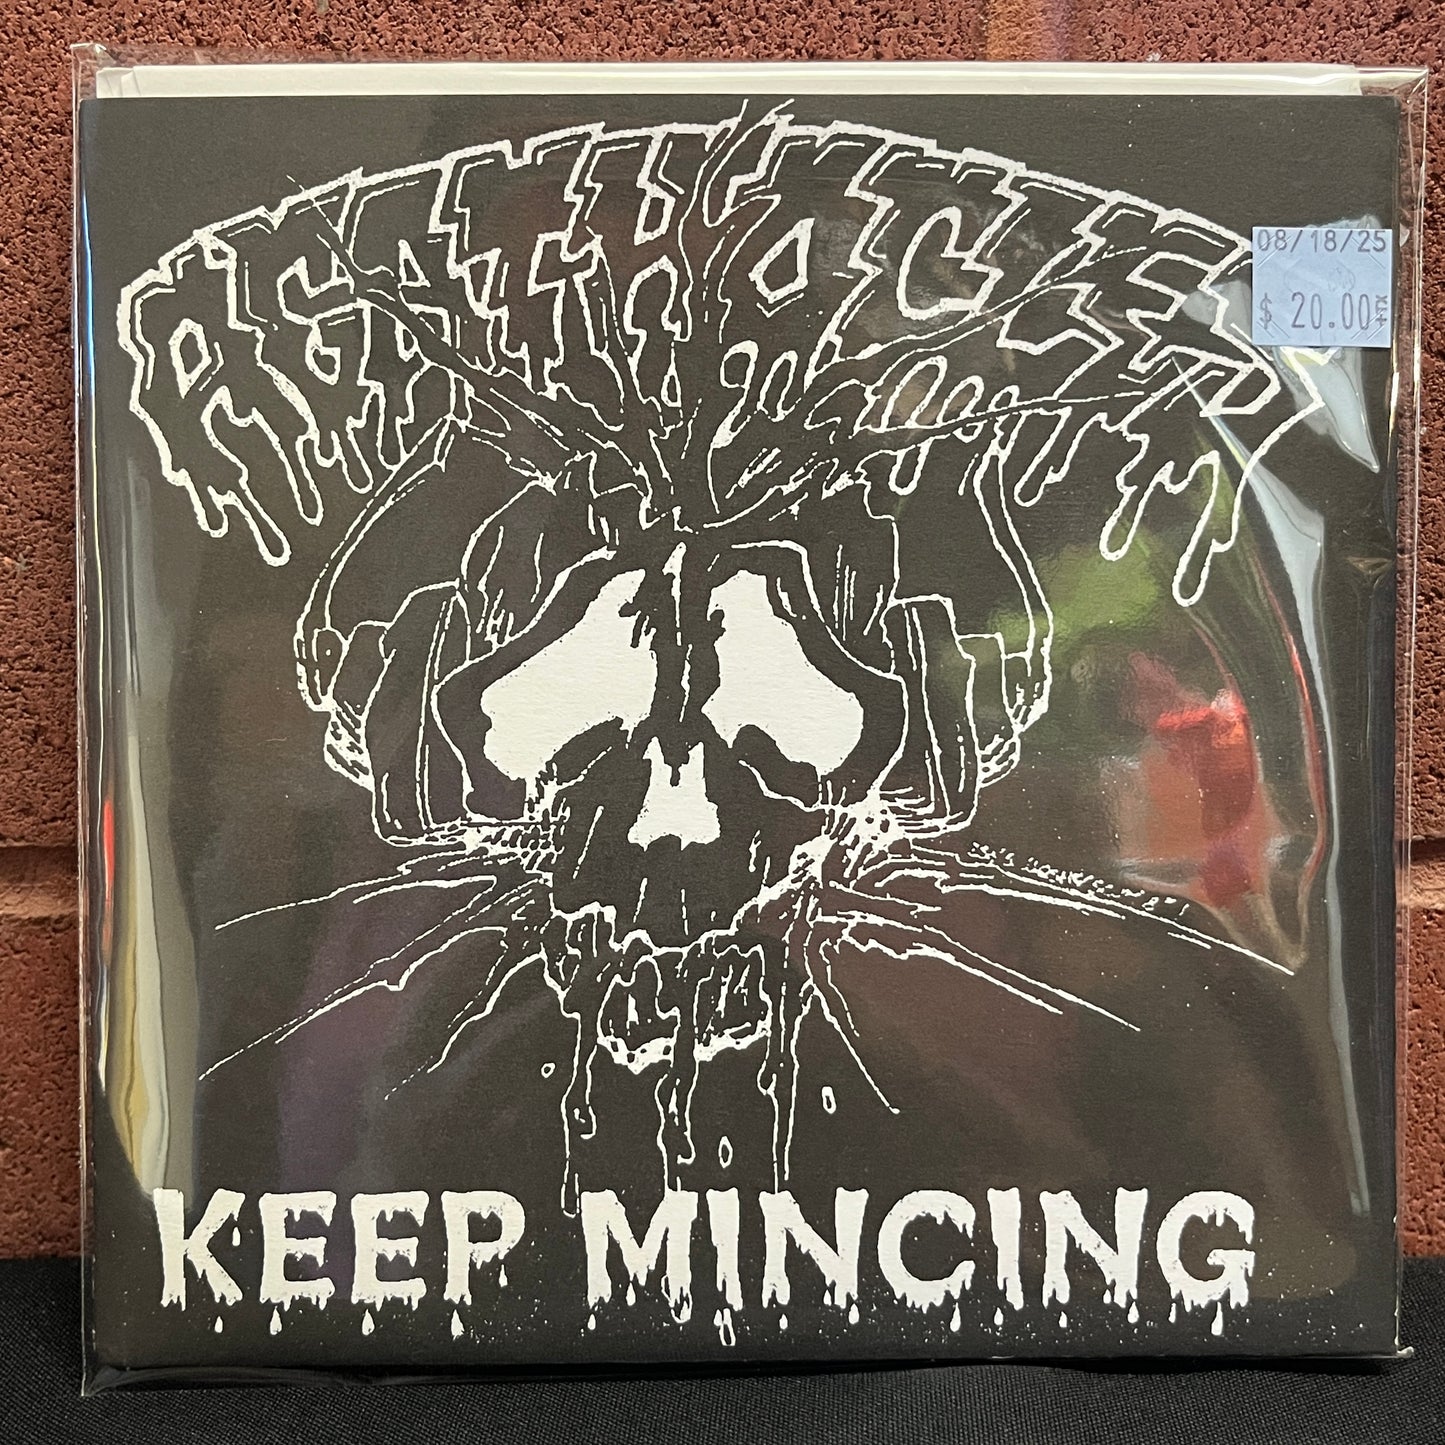 AGATHOCLES
08/18/25
$ 20.00
KEEP MINCING